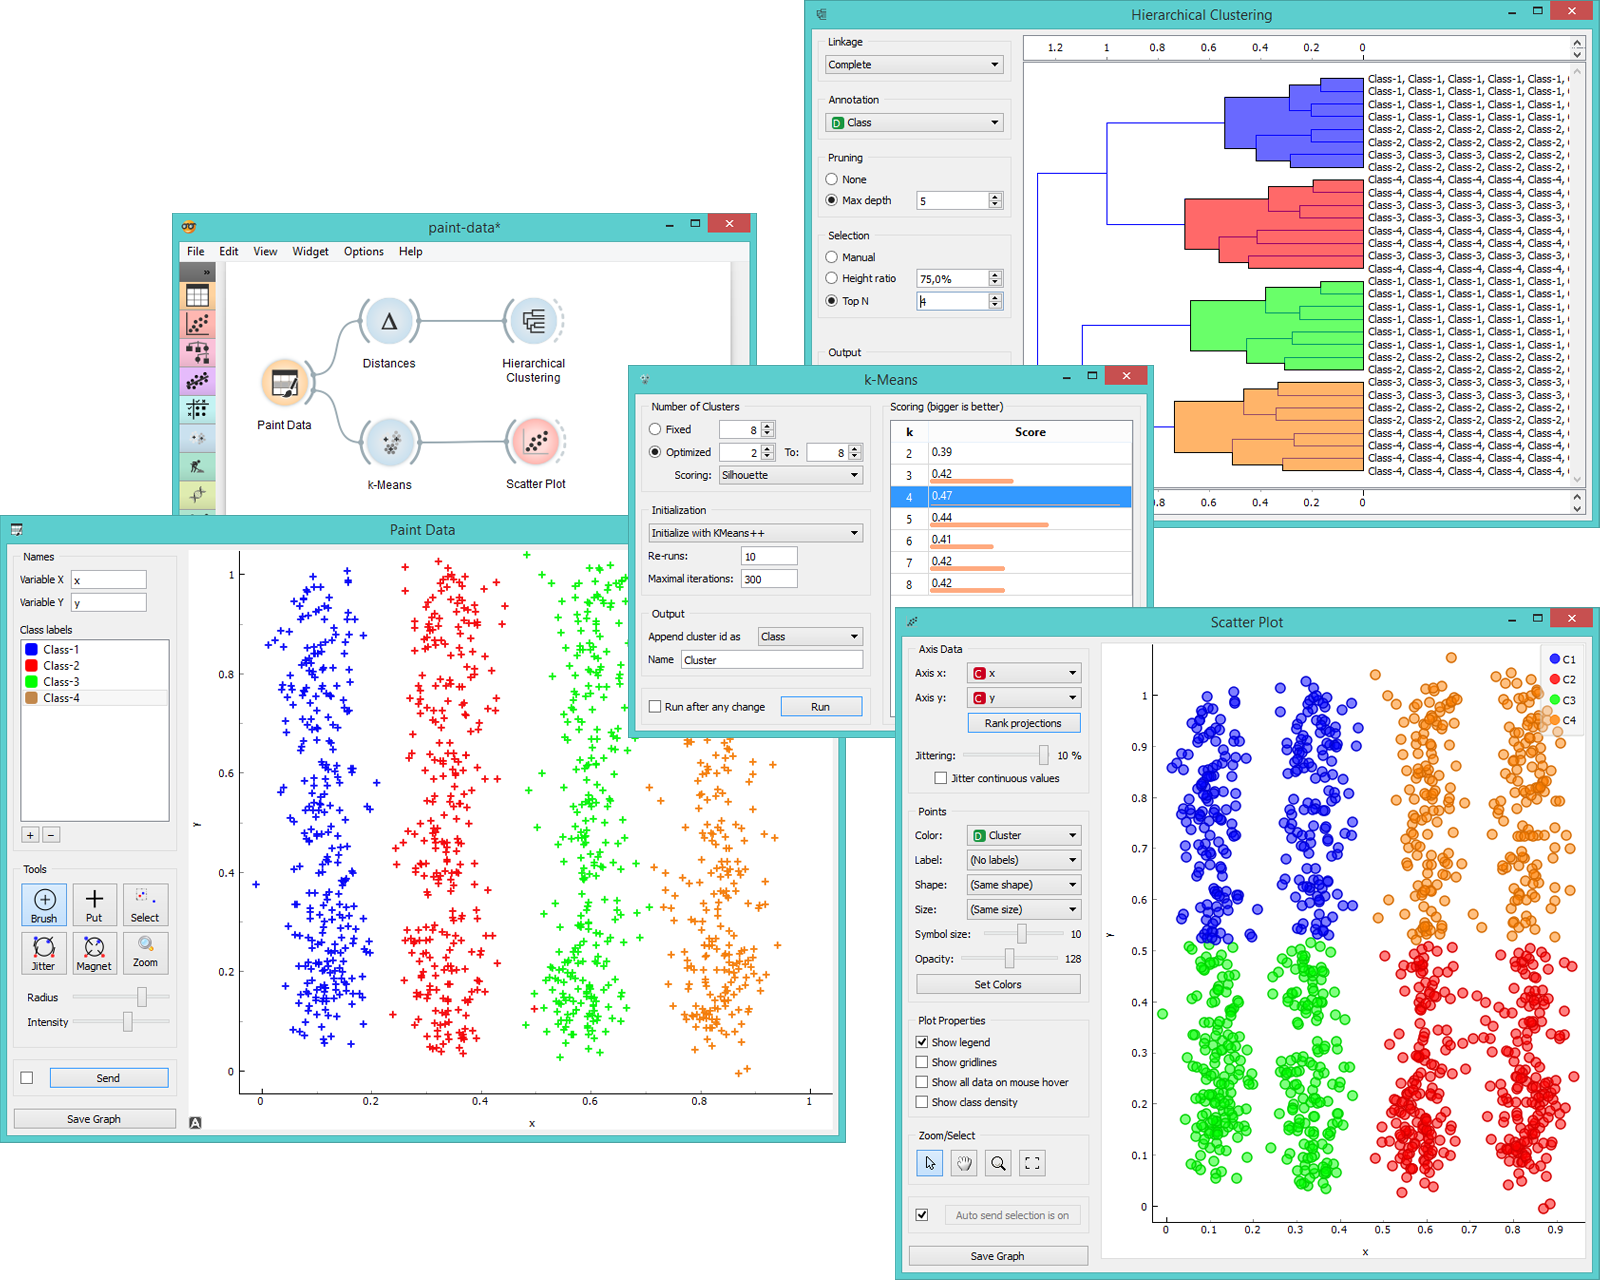 Hierarchical Clustering
Linkage
Complete
Annotation
D Class
Pruning
None
Max depth 5
Selection
Manual
Height ratio 75,0%
Top N 4
Output
1.2 1 0.8 0.6 0.4 0.2 0
Class-1, Class-1, Class-1, Class-1, Class-1,
Class-1, Class-1, Class-1, Class-1, Class-1,
Class-1, Class-1, Class-1, Class-1, Class-1,
Class-1, Class-1, Class-1, Class-1, Class-1,
Class-2, Class-2, Class-2, Class-2, Class-2,
Class-2, Class-2, Class-2, Class-2, Class-2,
Class-3, Class-3, Class-3, Class-2, Class-2,
Class-2, Class-2, Class-2, Class-2, Class-2,
Class-4, Class-4, Class-4, Class-4, Class-4,
Class-4, Class-4, Class-4, Class-4, Class-4,
Class-3, Class-3, Class-3, Class-3, Class-3,
Class-3, Class-3, Class-3, Class-3, Class-3,
Class-4, Class-4, Class-4, Class-4, Class-4,
Class-4, Class-4, Class-4, Class-4, Class-4,
Class-3, Class-3, Class-3, Class-3, Class-4,
Class-4, Class-4, Class-4, Class-4, Class-4,
Class-1, Class-1, Class-1, Class-1, Class-1,
Class-1, Class-1, Class-1, Class-1, Class-1,
Class-1, Class-1, Class-1, Class-1, Class-1,
Class-1, Class-1, Class-1, Class-1, Class-1,
Class-1, Class-1, Class-1, Class-1, Class-1,
Class-1, Class-1, Class-1, Class-1, Class-1,
Class-2, Class-2, Class-2, Class-2, Class-2,
Class-2, Class-2, Class-2, Class-2, Class-2,
Class-3, Class-3, Class-3, Class-3, Class-3,
Class-3, Class-3, Class-3, Class-3, Class-3,
Class-2, Class-2, Class-2, Class-2, Class-2,
Class-2, Class-2, Class-2, Class-2, Class-2,
Class-4, Class-4, Class-4, Class-4, Class-4,
Class-4, Class-4, Class-4, Class-4, Class-4,
Class-3, Class-3, Class-3, Class-3, Class-3,
Class-4, Class-4, Class-4, Class-4, Class-4,
0.8 0.6 0.4 0.2 0
paint-data*
File Edit View Widget Options Help
Paint Data
Distances
Hierarchical
Clustering
k-Means
Scatter Plot
k-Means
Number of Clusters
Fixed 8
Optimized 2 To: 8
Scoring: Silhouette
Initialization
Initialize with KMeans++
Re-runs: 10
Maximal iterations: 300
Output
Append cluster id as Class
Name Cluster
Run after any change Run
Scoring (bigger is better)
k Score
2 0.39
3 0.42
4 0.47
5 0.44
6 0.41
7 0.42
8 0.42
Paint Data
Names
Variable X x
Variable Y y
Class labels
Class-1
Class-2
Class-3
Class-4
+ −
Tools
Brush Put Select
Jitter Magnet Zoom
Radius
Intensity
Send
Save Graph
1
0.8
0.6
0.4
0.2
0
y
0 0.2 0.4 0.6 0.8 1
x
A
Scatter Plot
Axis Data
Axis x: C x
Axis y: C y
Rank projections
Jittering: 10 %
Jitter continuous values
Points
Color: D Cluster
Label: (No labels)
Shape: (Same shape)
Size: (Same size)
Symbol size: 10
Opacity: 128
Set Colors
Plot Properties
Show legend
Show gridlines
Show all data on mouse hover
Show class density
Zoom/Select
Auto send selection is on
Save Graph
C1
C2
C3
C4
1
0.9
0.8
0.7
0.6
0.5
0.4
0.3
0.2
0.1
0
y
0 0.1 0.2 0.3 0.4 0.5 0.6 0.7 0.8 0.9
x